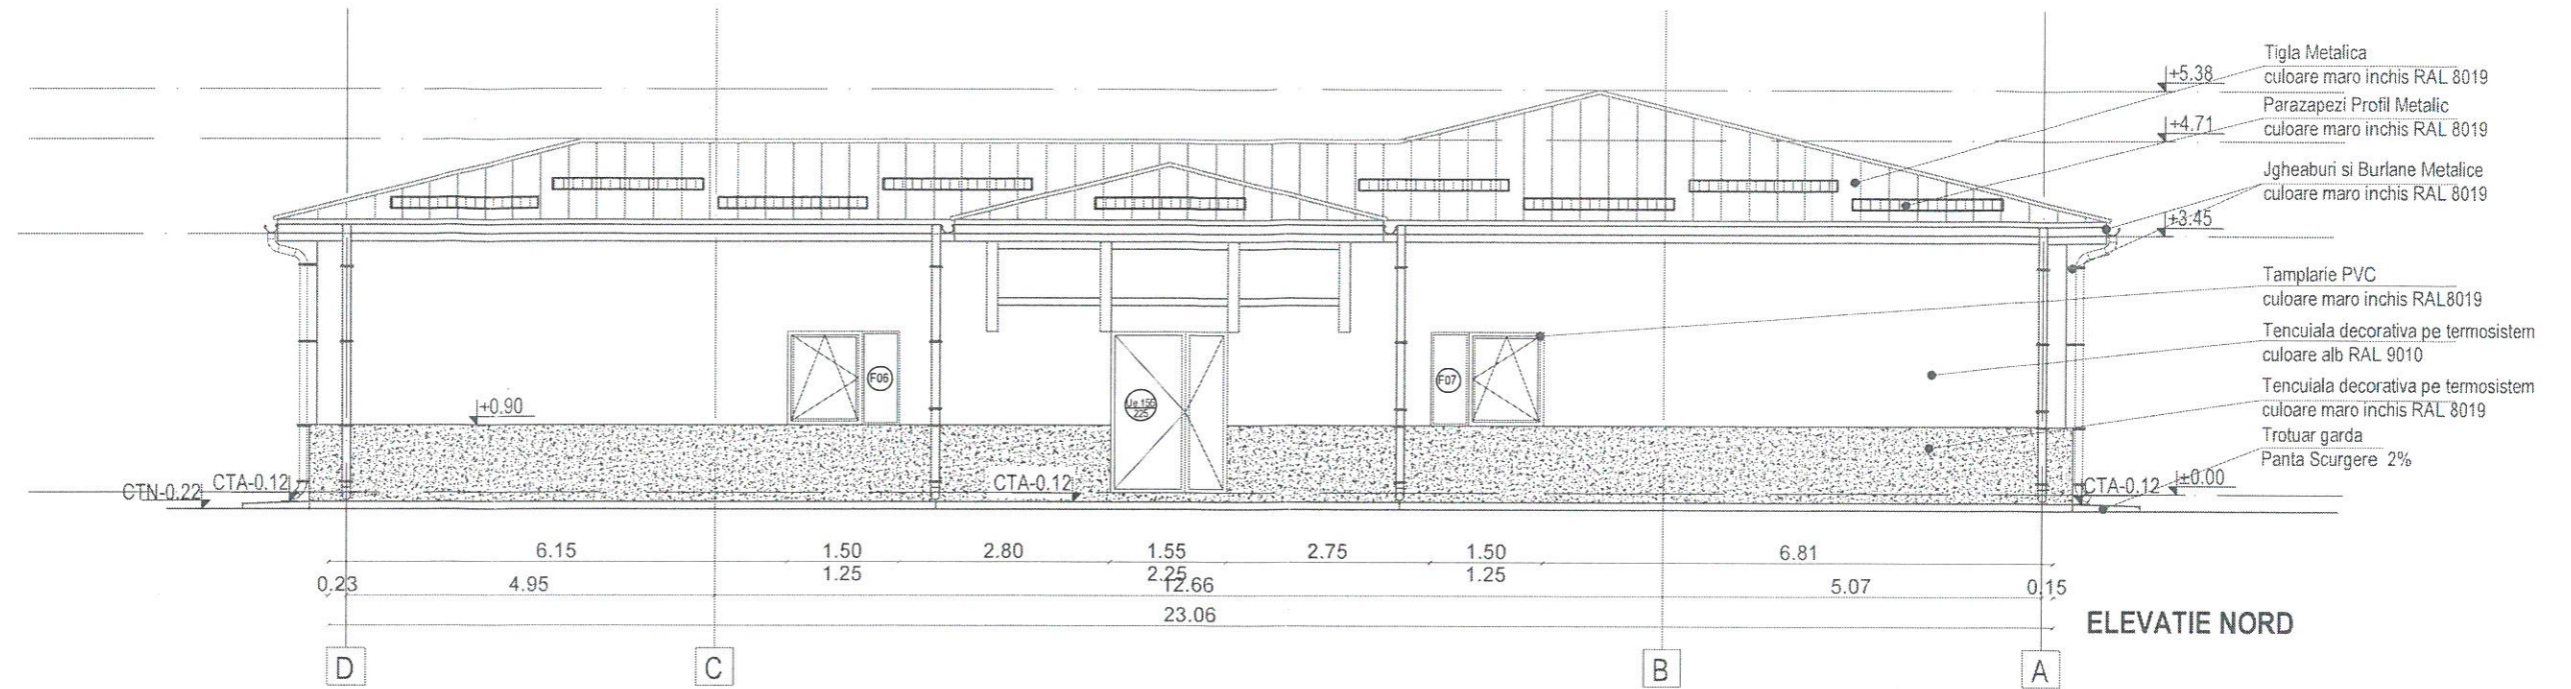 Tigla Metalica
culoare maro inchis RAL 8019
+5.38
Parazapezi Profil Metalic
culoare maro inchis RAL 8019
+4.71
Jgheaburi si Burlane Metalice
culoare maro inchis RAL 8019
+3.45
Tamplarie PVC
culoare maro inchis RAL8019
Tencuiala decorativa pe termosistem
culoare alb RAL 9010
Tencuiala decorativa pe termosistem
culoare maro inchis RAL 8019
Trotuar garda
Panta Scurgere 2%
F06
F07
225
+0.90
CTN-0.22
CTA-0.12
CTA-0.12
CTA-0.12
±0.00
6.15 1.50 2.80 1.55 2.75 1.50 6.81
1.25 2.25 1.25
0.23 4.95 12.66 5.07 0.15
23.06
ELEVATIE NORD
D C B A